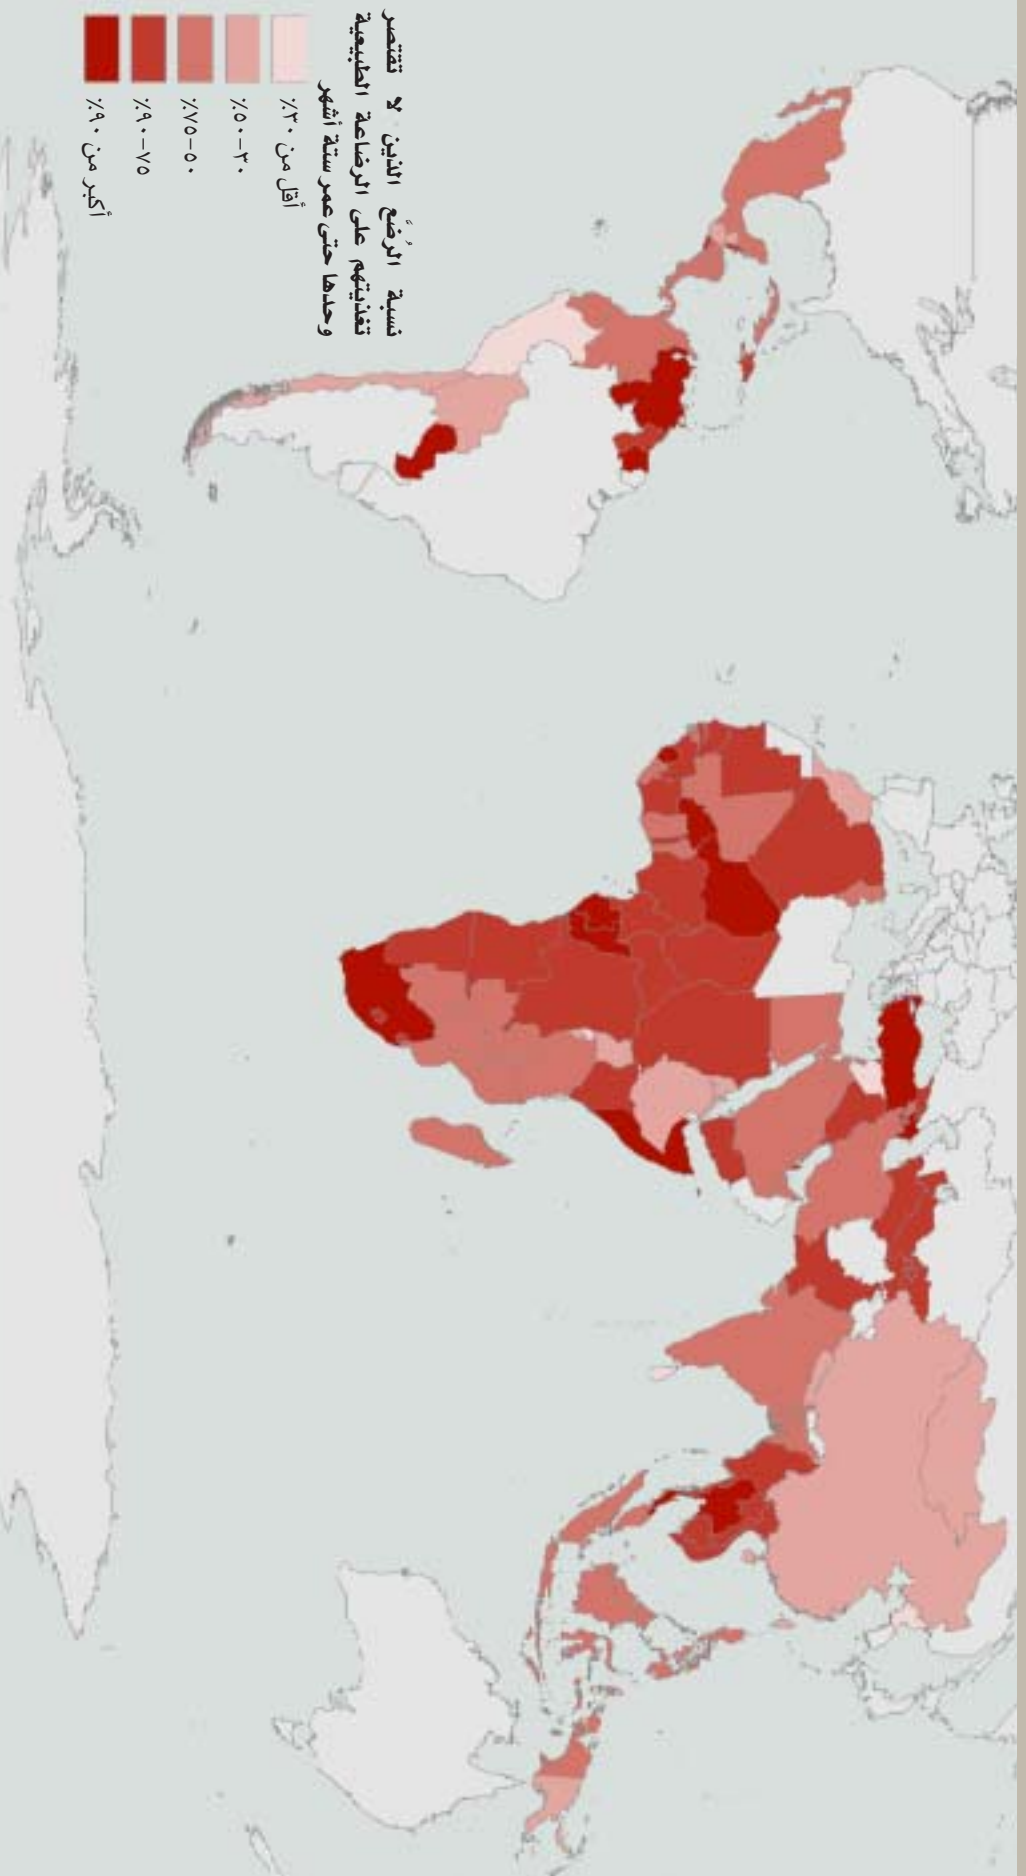 نسبة الرُضَّع الذين لا تقتصر
تغذيتهم على الرضاعة الطبيعية
وحدها حتى عمر ستة أشهر
أقل من ٣٠٪
٣٠–٥٠٪
٥٠–٧٥٪
٧٥–٩٠٪
أكبر من ٩٠٪